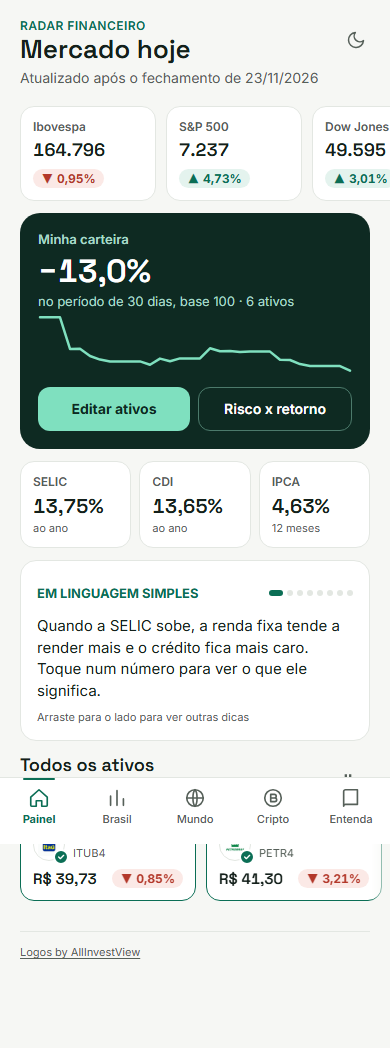 RADAR FINANCEIRO
Mercado hoje
Atualizado após o fechamento de 23/11/2026
Ibovespa
164.796
▼ 0,95%
S&P 500
7.237
▲ 4,73%
Dow Jones
49.595
▲ 3,01%
Minha carteira
−13,0%
no período de 30 dias, base 100 · 6 ativos
Editar ativos
Risco x retorno
SELIC
13,75%
ao ano
CDI
13,65%
ao ano
IPCA
4,63%
12 meses
EM LINGUAGEM SIMPLES
Quando a SELIC sobe, a renda fixa tende a
render mais e o crédito fica mais caro.
Toque num número para ver o que ele
significa.
Arraste para o lado para ver outras dicas
Todos os ativos
Painel
Brasil
Mundo
Cripto
Entenda
ITUB4
R$ 39,73
▼ 0,85%
PETR4
R$ 41,30
▼ 3,21%
Logos by AllInvestView